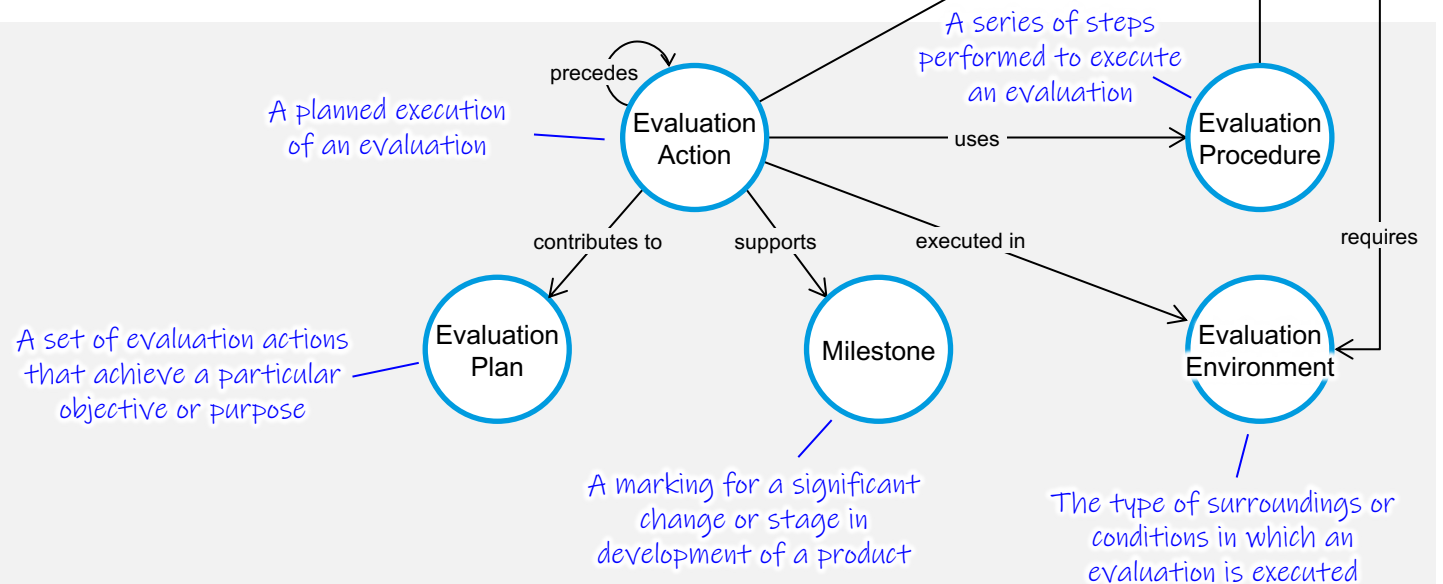 A series of steps
performed to execute
an evaluation
precedes
A planned execution
of an evaluation
Evaluation
Action
uses
Evaluation
Procedure
contributes to
supports
executed in
requires
A set of evaluation actions
that achieve a particular
objective or purpose
Evaluation
Plan
Milestone
Evaluation
Environment
A marking for a significant
change or stage in
development of a product
The type of surroundings or
conditions in which an
evaluation is executed